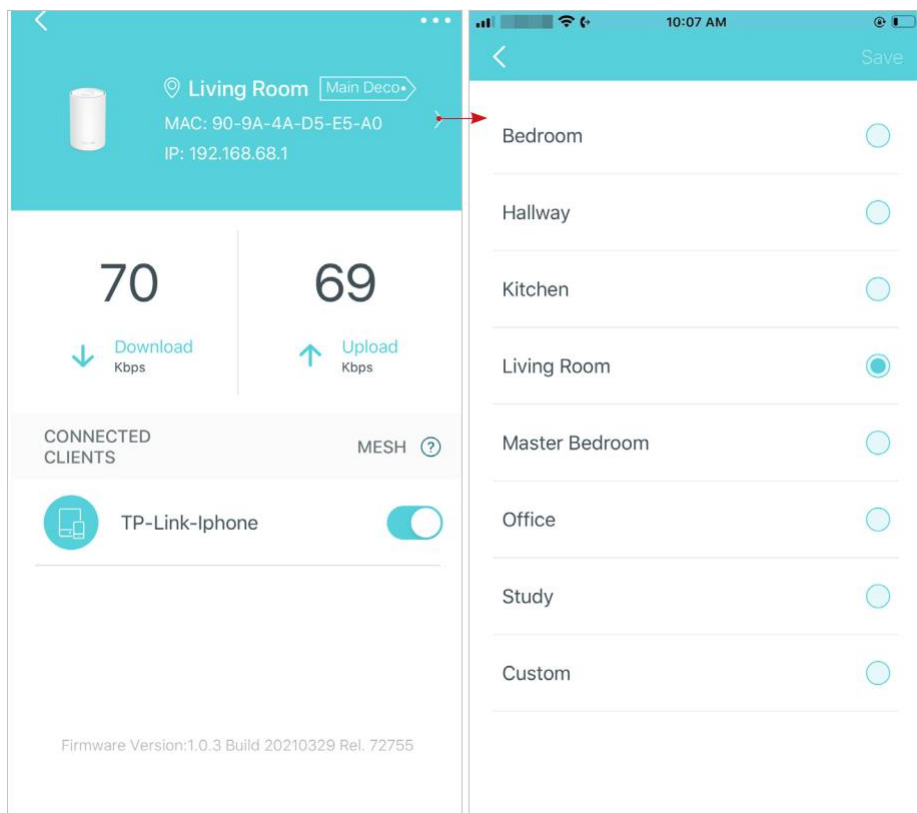 Living Room Main Deco
MAC: 90-9A-4A-D5-E5-A0
IP: 192.168.68.1
70
Download
Kbps
69
Upload
Kbps
CONNECTED
CLIENTS
MESH ?
TP-Link-Iphone
Firmware Version:1.0.3 Build 20210329 Rel. 72755
10:07 AM
Save
Bedroom
Hallway
Kitchen
Living Room
Master Bedroom
Office
Study
Custom